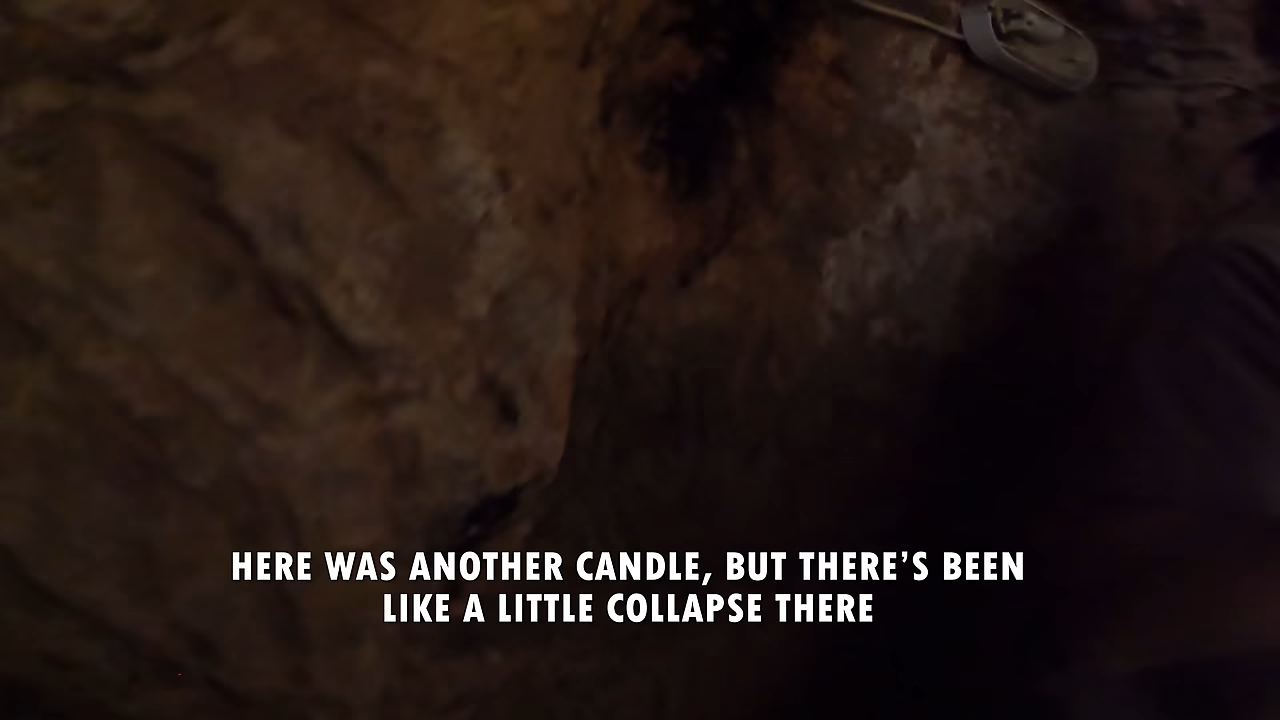 HERE WAS ANOTHER CANDLE, BUT THERE’S BEEN
LIKE A LITTLE COLLAPSE THERE